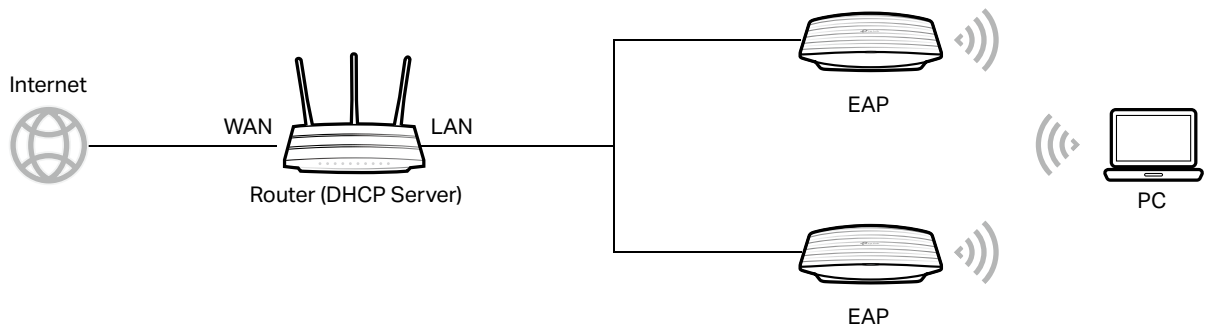 Internet
WAN
LAN
Router (DHCP Server)
EAP
PC
EAP